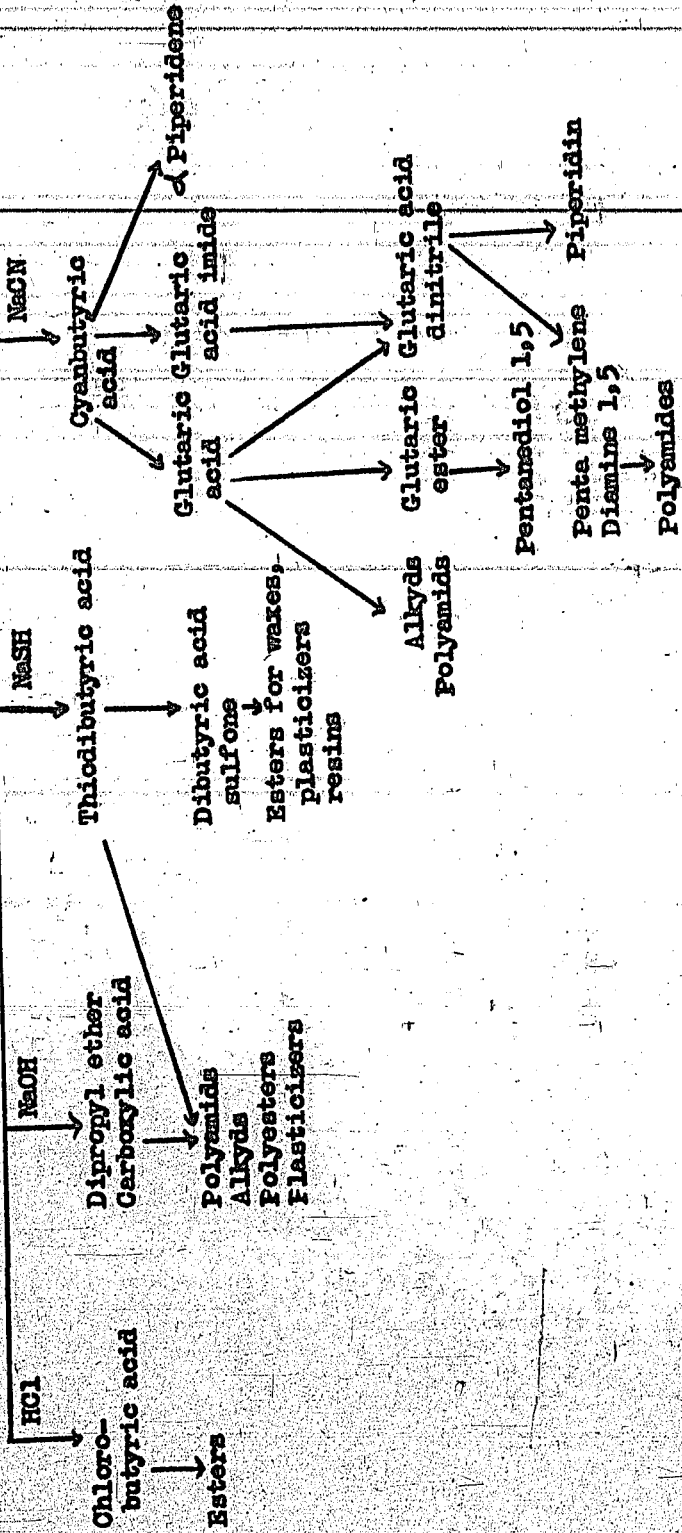 HCl
NaOH
NaSH
NaCN
Chloro-
butyric acid
Esters
Dipropyl ether
Carboxylic acid
Polyamids
Alkyds
Polyesters
Plasticizers
Thiodibutyric acid
Dibutyric acid
sulfone
Esters for waxes,
plasticizers
resins
Cyanbutyric
acid
α Piperidene
Glutaric
acid
Glutaric
acid imide
Alkyds
Polyamids
Glutaric
ester
Glutaric acid
dinitrile
Pentanediol 1,5
Penta methylene
Diamine 1,5
Piperidin
Polyamides